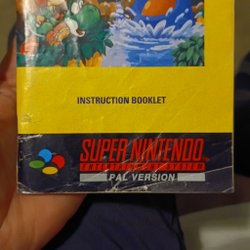 INSTRUCTION BOOKLET
SUPER NINTENDO
ENTERTAINMENT SYSTEM
PAL VERSION